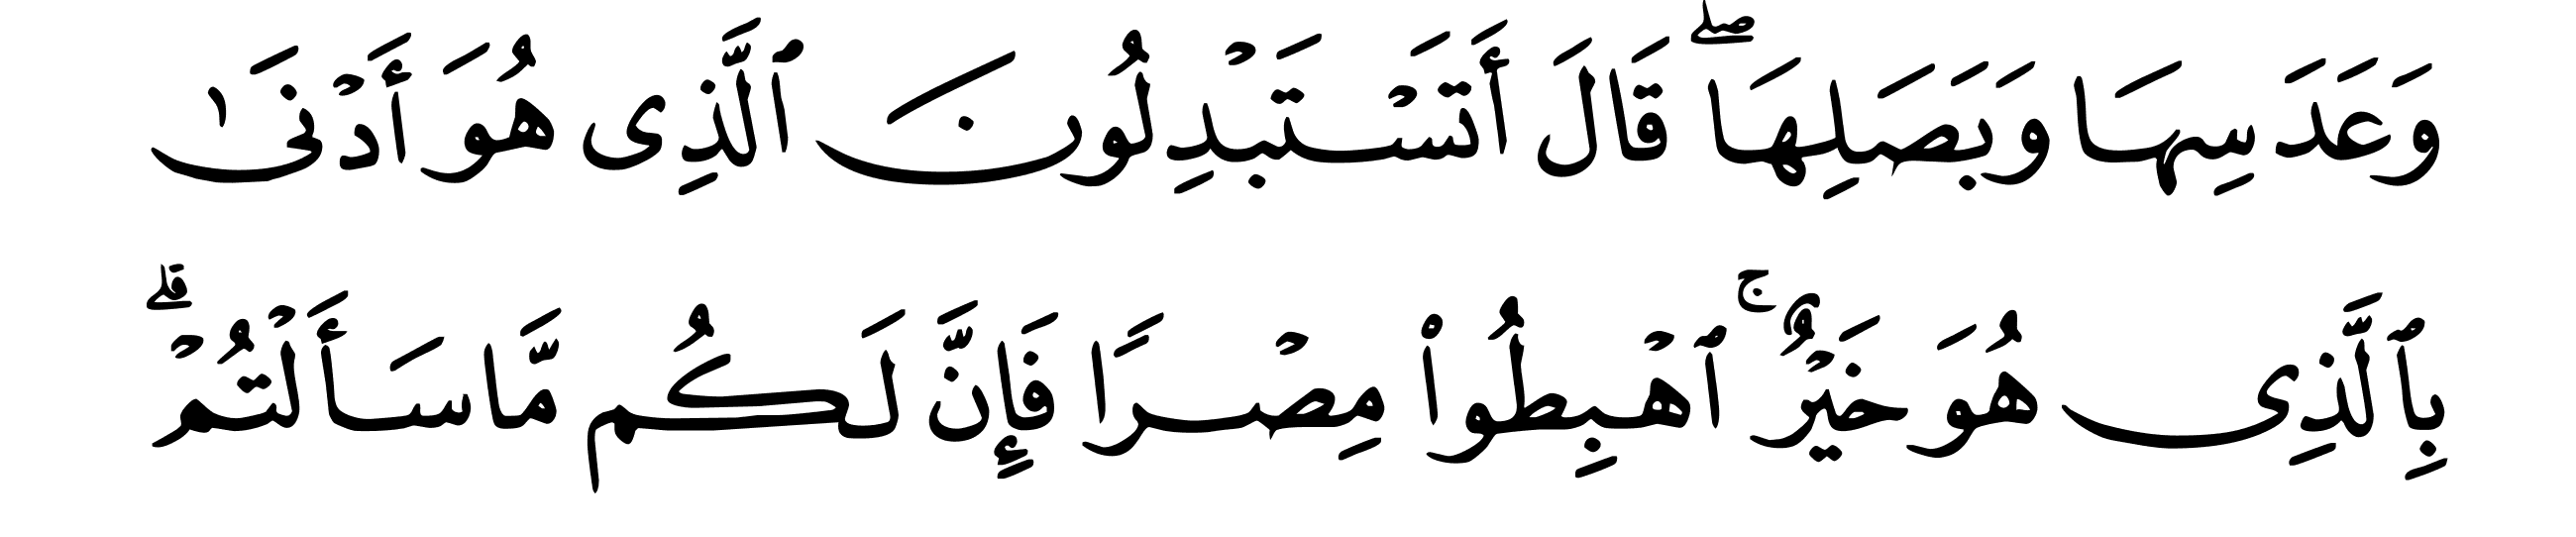 وَعَدَسِهَا وَبَصَلِهَاۖ قَالَ أَتَسۡتَبۡدِلُونَ ٱلَّذِى هُوَ أَدۡنَىٰ
بِٱلَّذِى هُوَ خَيۡرٌۚ ٱهۡبِطُواْ مِصۡرًا فَإِنَّ لَكُم مَّا سَأَلۡتُمۡۗ